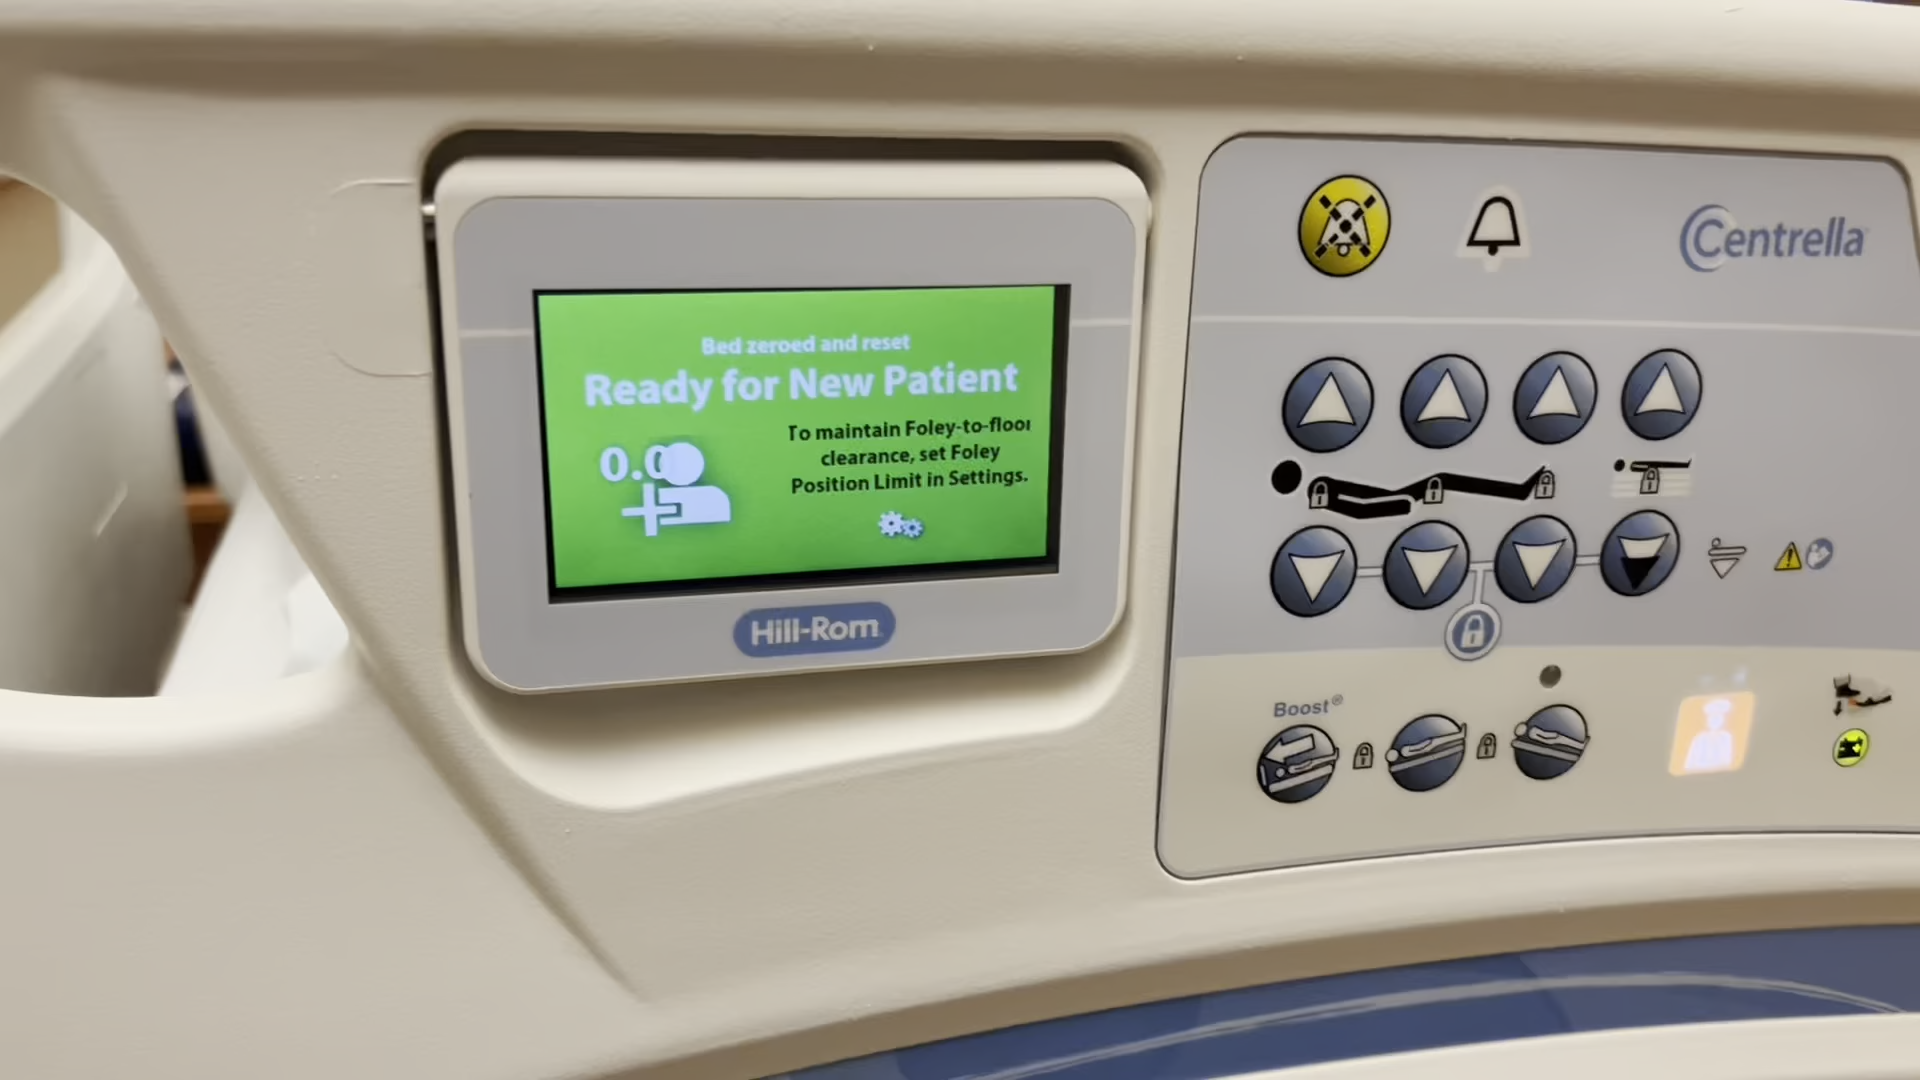 Bed zeroed and reset
Ready for New Patient
0.0
To maintain Foley-to-floor
clearance, set Foley
Position Limit in Settings.
Hill-Rom
Centrella
Boost®